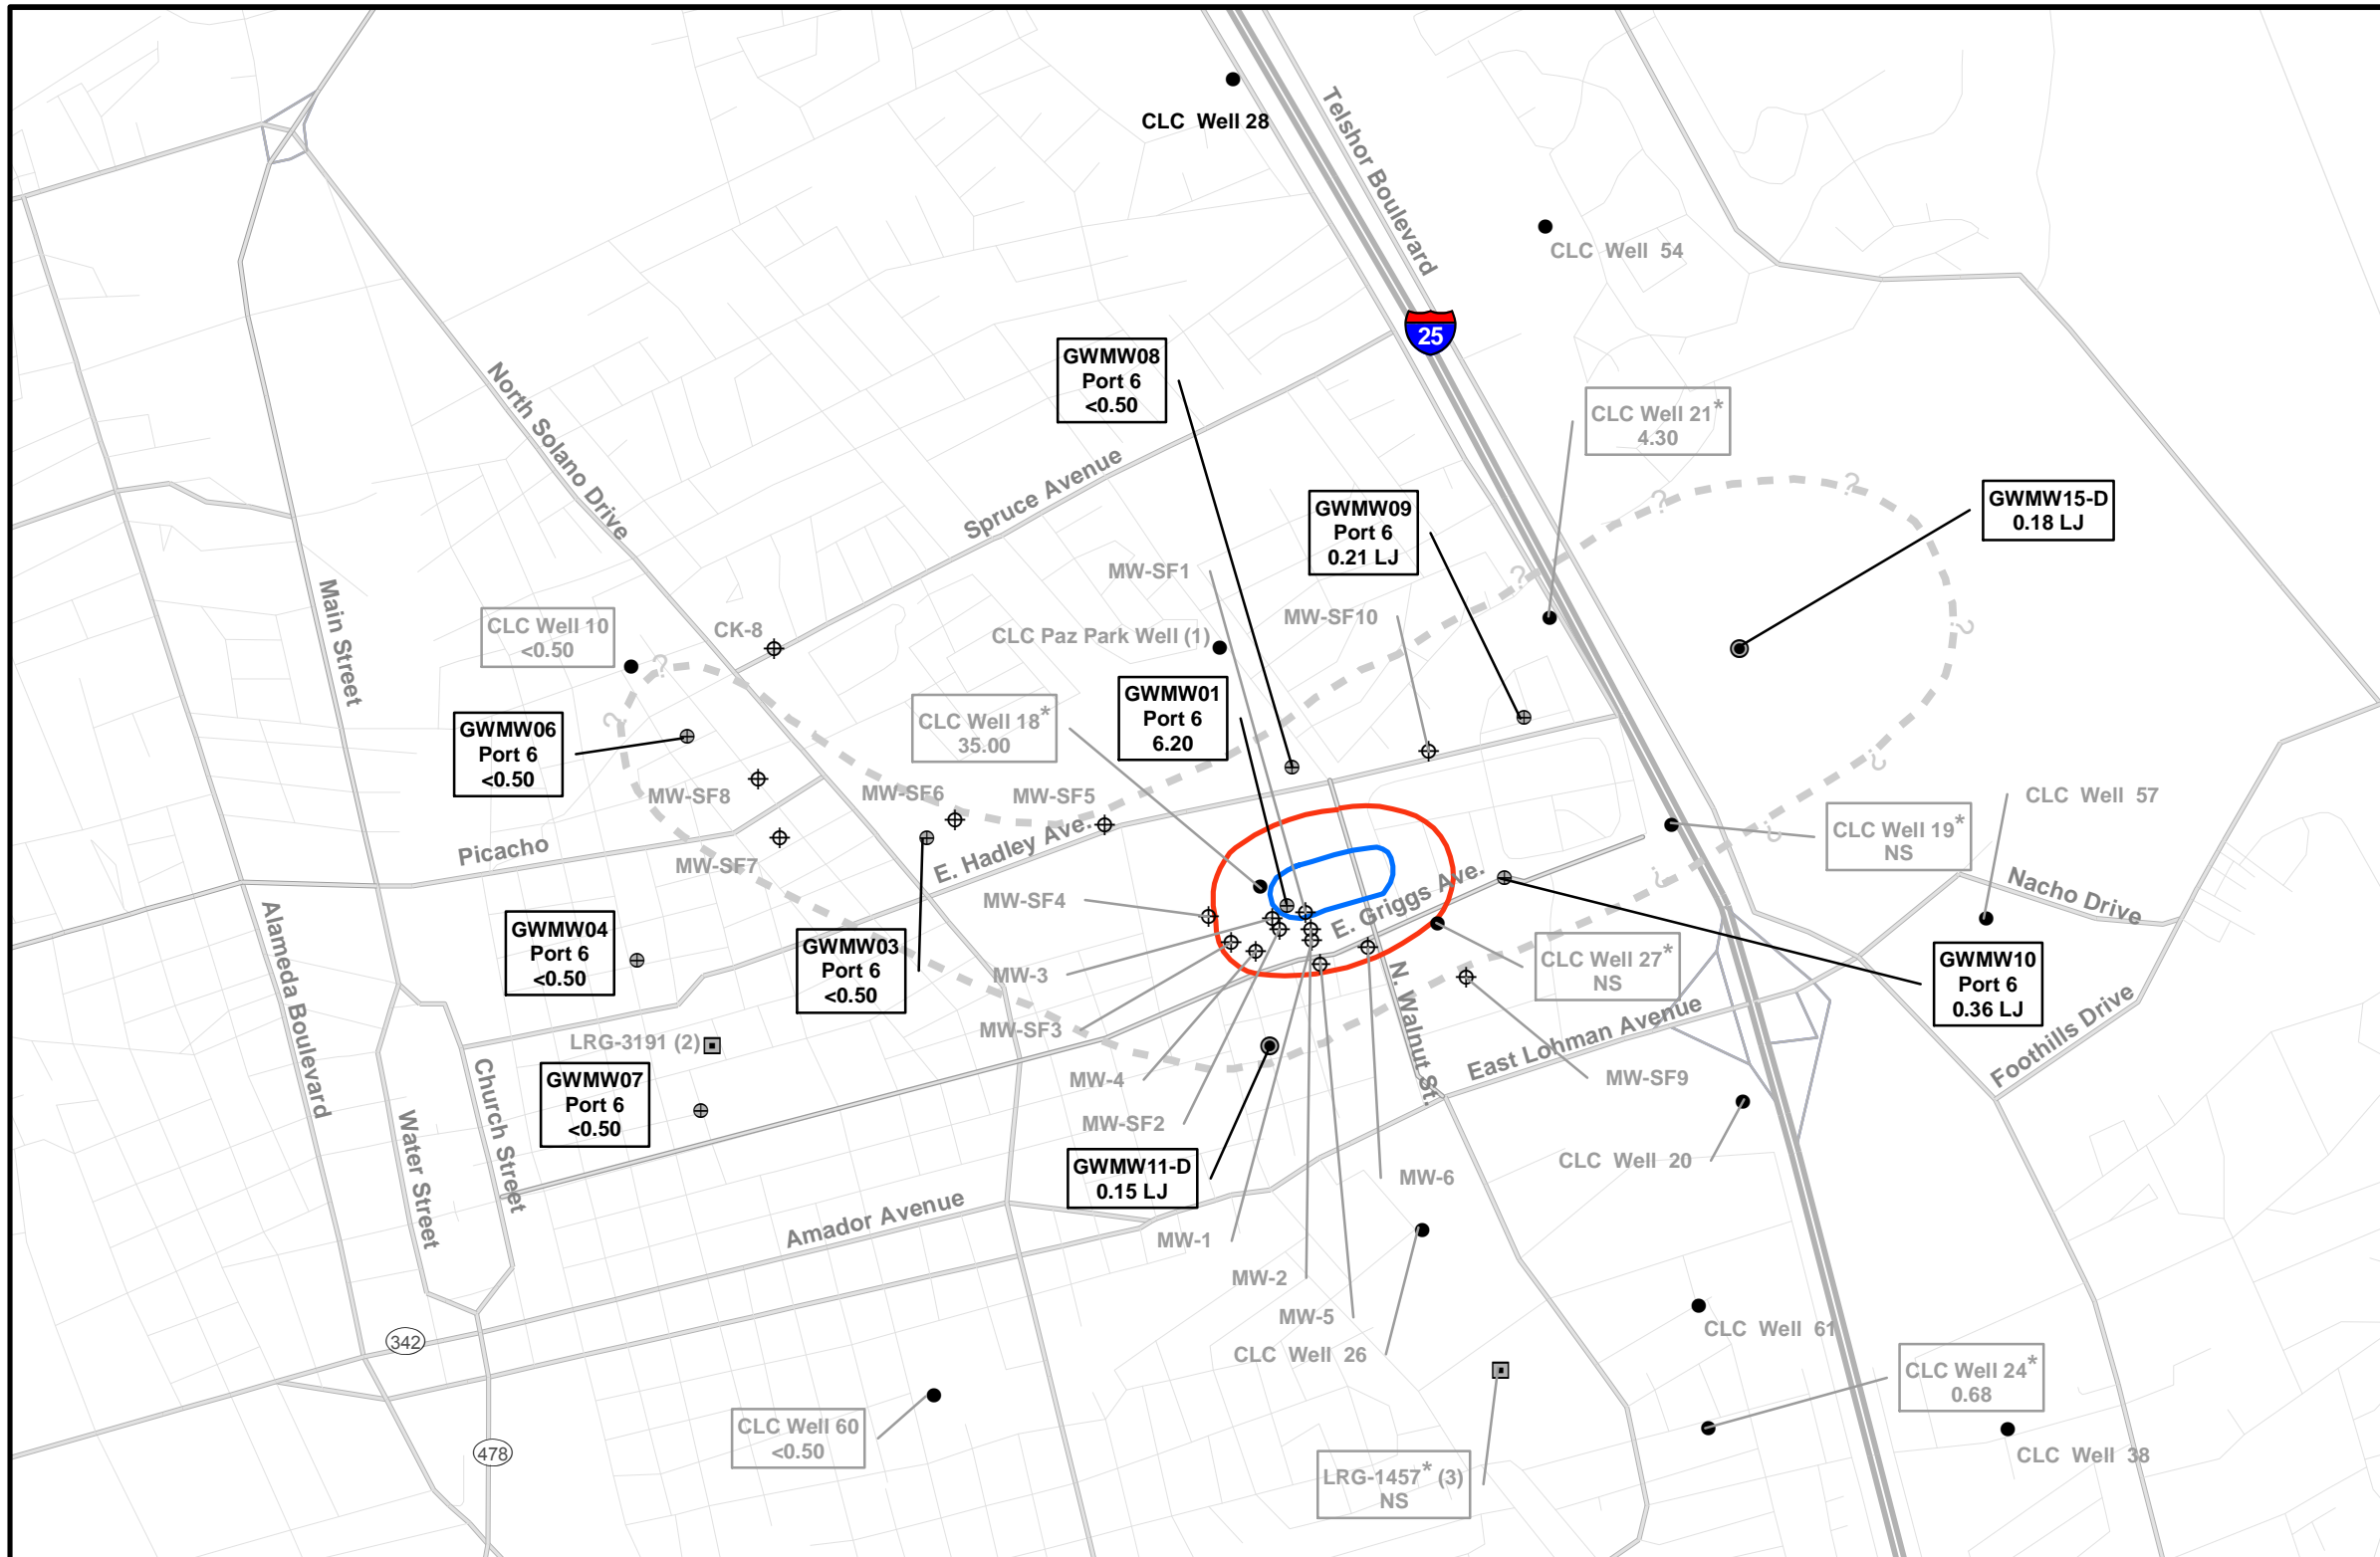 CLC Well 28
Telshor Boulevard
CLC Well 54
25
GWMW08
Port 6
<0.50
North Solano Drive
CLC Well 21*
4.30
Spruce Avenue
?
?
GWMW09
Port 6
0.21 LJ
GWMW15-D
0.18 LJ
MW-SF1
?
Main Street
CLC Well 10
<0.50
CK-8
CLC Paz Park Well (1)
MW-SF10
?
?
?
GWMW01
Port 6
6.20
CLC Well 18*
35.00
GWMW06
Port 6
<0.50
?
MW-SF8
MW-SF6
MW-SF5
CLC Well 57
CLC Well 19*
NS
?
Picacho
MW-SF7
E. Hadley Ave.
?
Nacho Drive
MW-SF4
E. Griggs Ave.
Alameda Boulevard
GWMW04
Port 6
<0.50
GWMW03
Port 6
<0.50
MW-3
CLC Well 27*
NS
GWMW10
Port 6
0.36 LJ
N. Walnut St.
MW-SF3
LRG-3191 (2)
East Lohman Avenue
Foothills Drive
MW-4
MW-SF9
GWMW07
Port 6
<0.50
Church Street
Water Street
MW-SF2
GWMW11-D
0.15 LJ
CLC Well 20
MW-6
Amador Avenue
MW-1
MW-2
MW-5
CLC Well 61
342
CLC Well 26
CLC Well 24*
0.68
CLC Well 60
<0.50
478
CLC Well 38
LRG-1457* (3)
NS